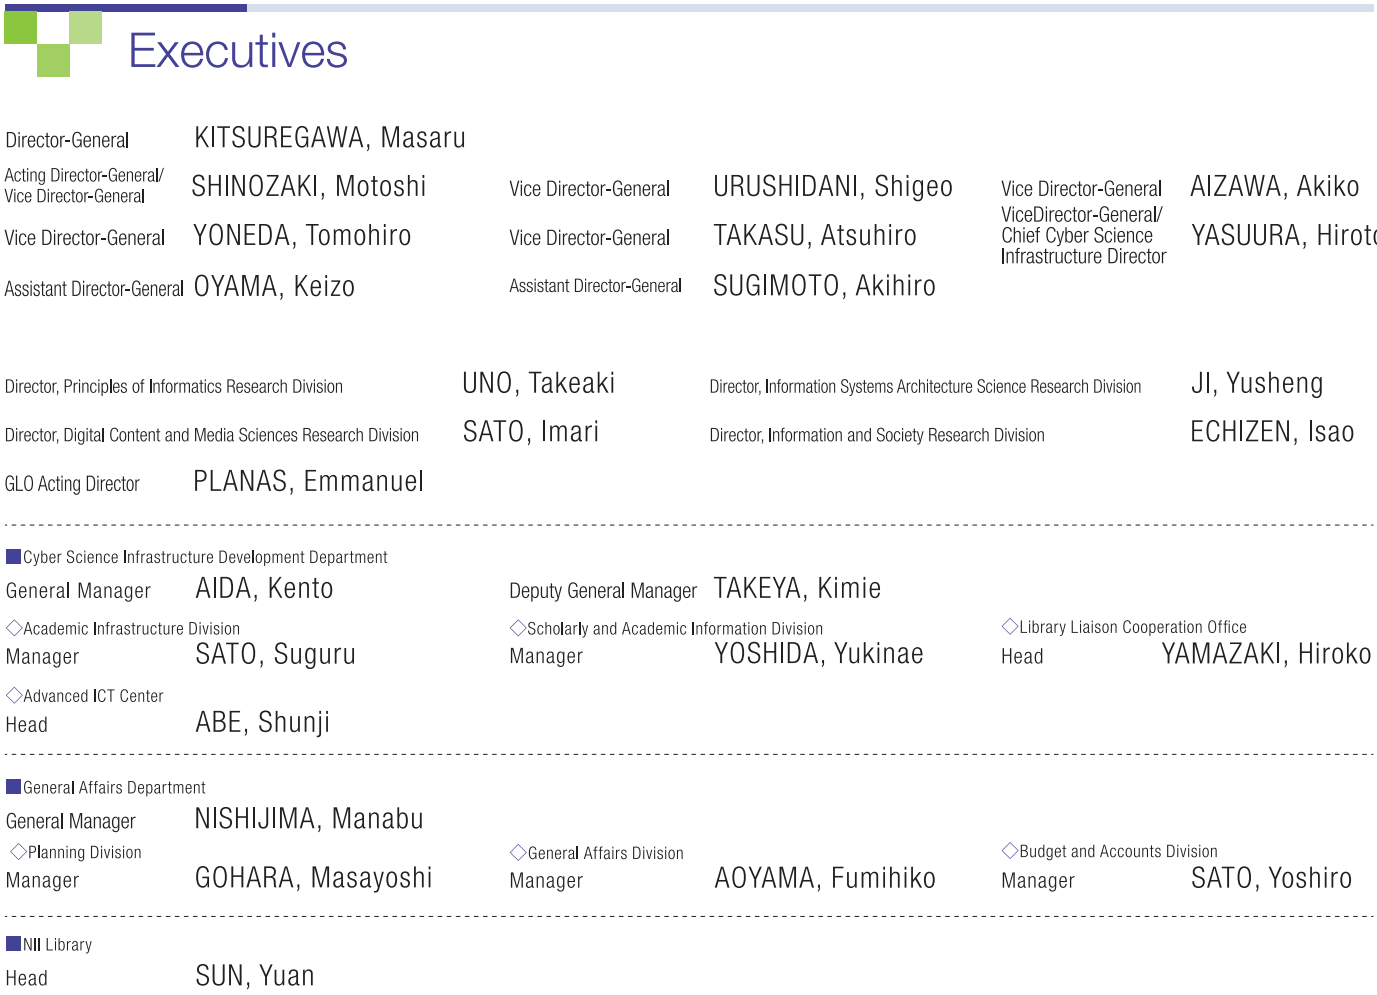 Executives
Director-General KITSUREGAWA, Masaru
Acting Director-General/
Vice Director-General SHINOZAKI, Motoshi Vice Director-General URUSHIDANI, Shigeo Vice Director-General AIZAWA, Akiko
Vice Director-General YONEDA, Tomohiro Vice Director-General TAKASU, Atsuhiro ViceDirector-General/
Chief Cyber Science
Infrastructure Director YASUURA,
Assistant Director-General OYAMA, Keizo Assistant Director-General SUGIMOTO, Akihiro
Director, Principles of Informatics Research Division UNO, Takeaki Director, Information Systems Architecture Science Research Division JI, Yusheng
Director, Digital Content and Media Sciences Research Division SATO, Imari Director, Information and Society Research Division ECHIZEN, Isao
GLO Acting Director PLANAS, Emmanuel
Cyber Science Infrastructure Development Department
General Manager AIDA, Kento Deputy General Manager TAKEYA, Kimie
◇Academic Infrastructure Division ◇Scholarly and Academic Information Division ◇Library Liaison Cooperation Office
Manager SATO, Suguru Manager YOSHIDA, Yukinae Head YAMAZAKI, Hiroko
◇Advanced ICT Center
Head ABE, Shunji
General Affairs Department
General Manager NISHIJIMA, Manabu
◇Planning Division ◇General Affairs Division ◇Budget and Accounts Division
Manager GOHARA, Masayoshi Manager AOYAMA, Fumihiko Manager SATO, Yoshiro
NII Library
Head SUN, Yuan